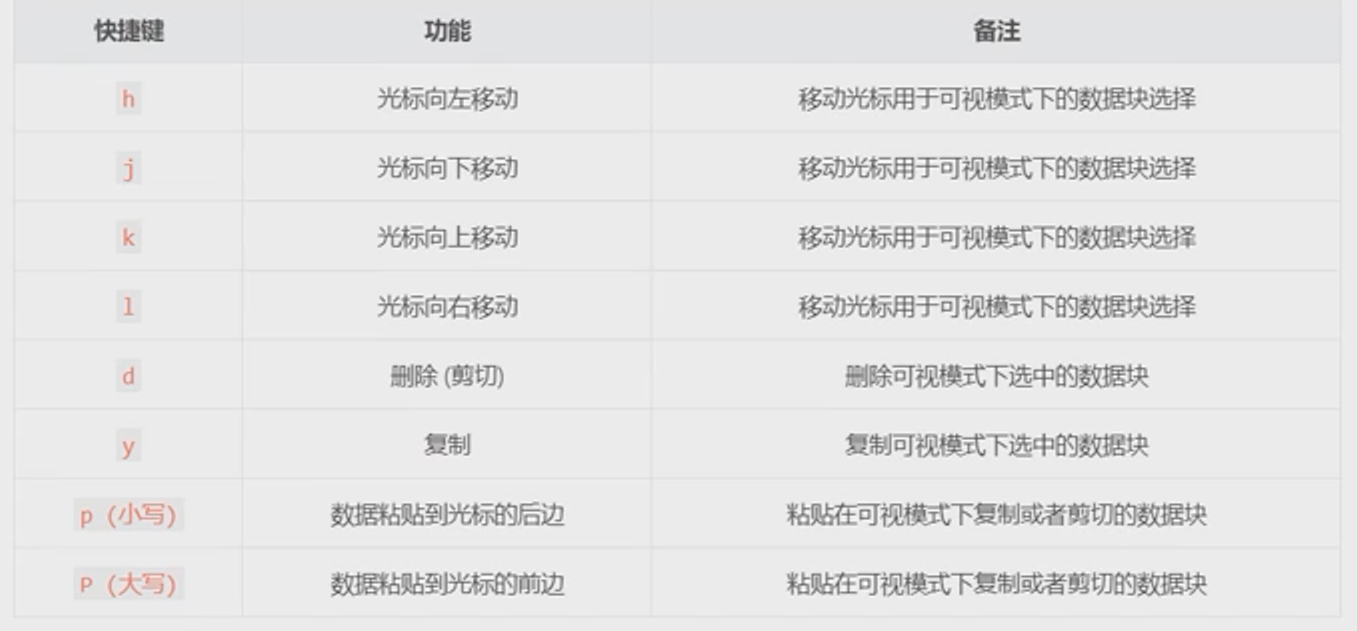 快捷键 功能 备注
h 光标向左移动 移动光标用于可视模式下的数据块选择
j 光标向下移动 移动光标用于可视模式下的数据块选择
k 光标向上移动 移动光标用于可视模式下的数据块选择
l 光标向右移动 移动光标用于可视模式下的数据块选择
d 删除 (剪切) 删除可视模式下选中的数据块
y 复制 复制可视模式下选中的数据块
p (小写) 数据粘贴到光标的后边 粘贴在可视模式下复制或者剪切的数据块
P (大写) 数据粘贴到光标的前边 粘贴在可视模式下复制或者剪切的数据块